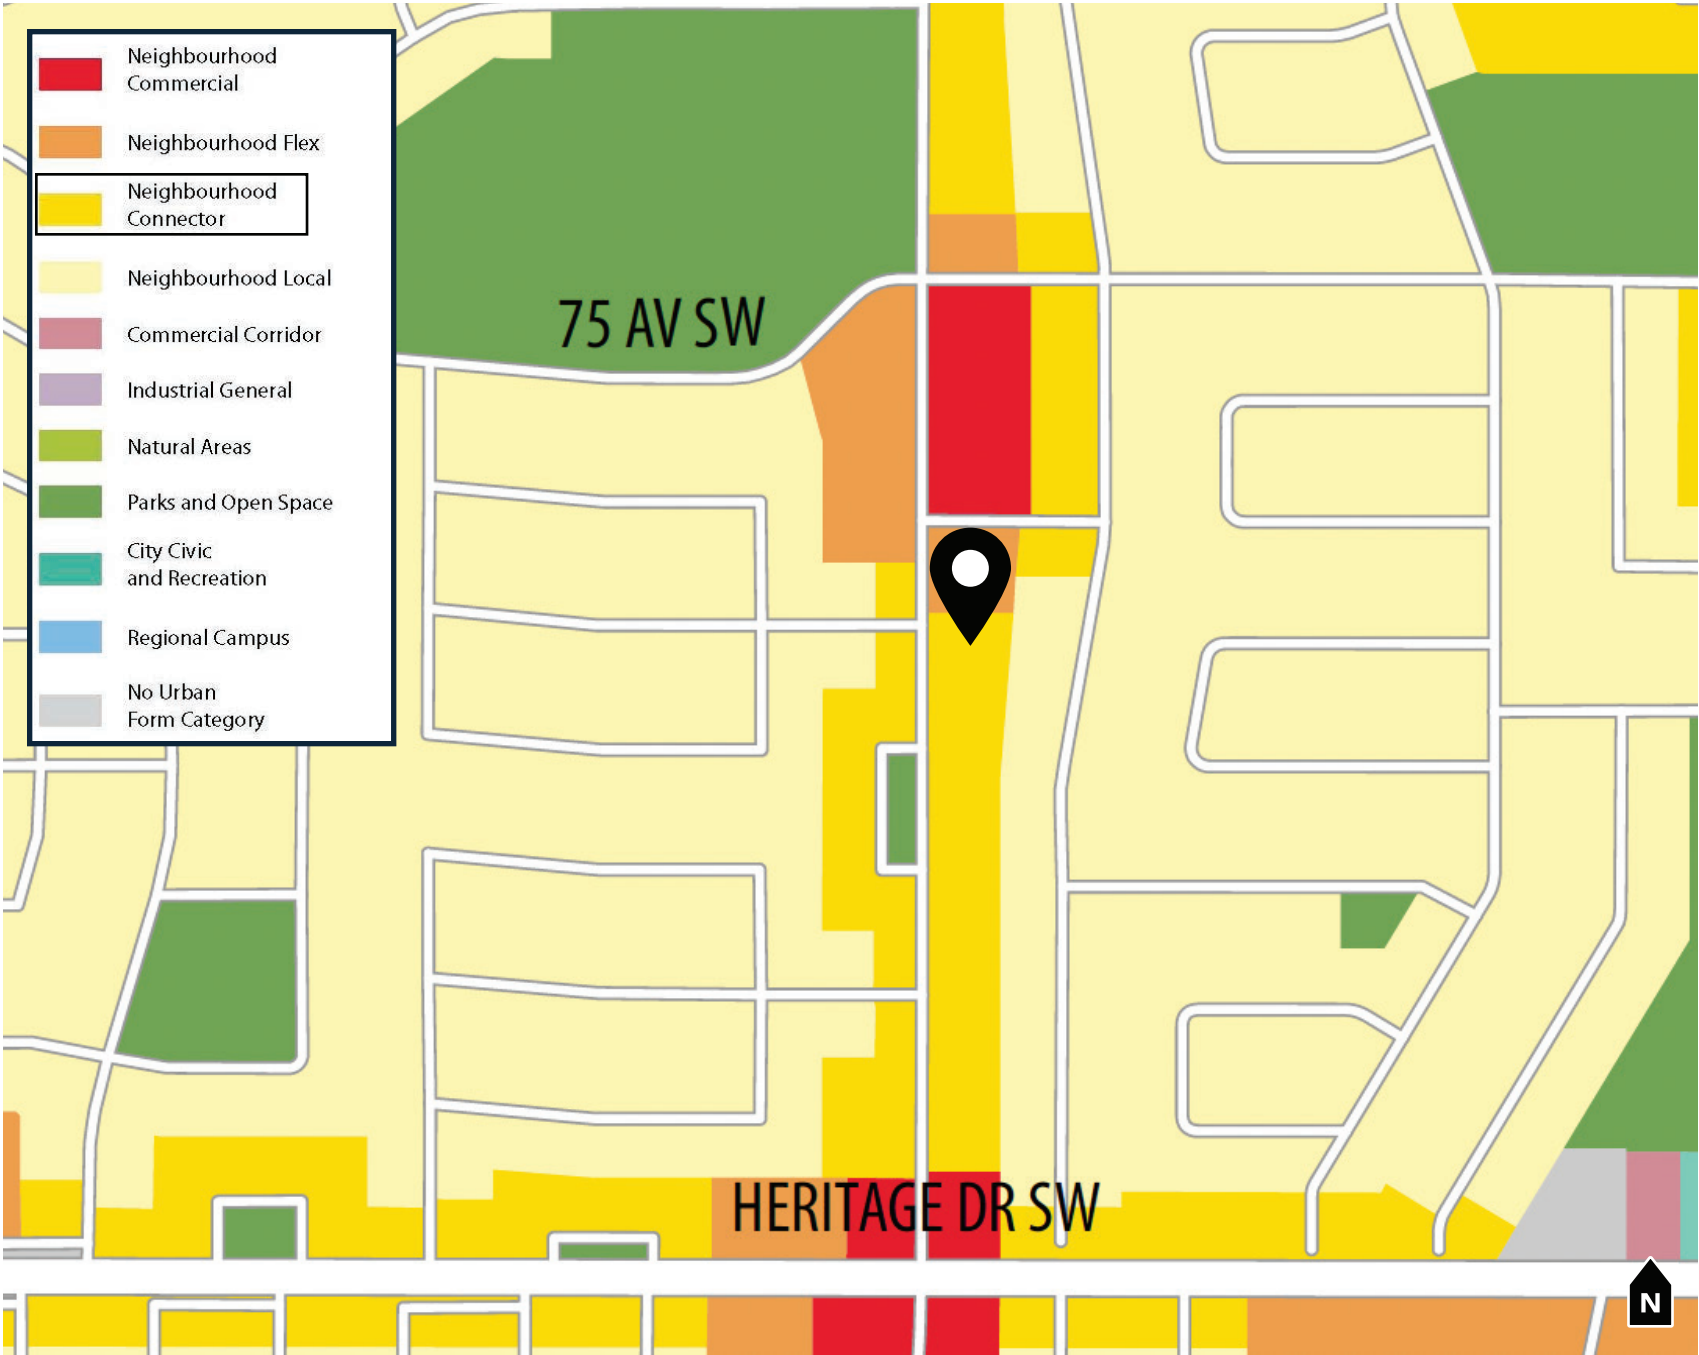 Neighbourhood
Commercial
Neighbourhood Flex
Neighbourhood
Connector
Neighbourhood Local
Commercial Corridor
Industrial General
Natural Areas
Parks and Open Space
City Civic
and Recreation
Regional Campus
No Urban
Form Category
75 AV SW
HERITAGE DR SW
N